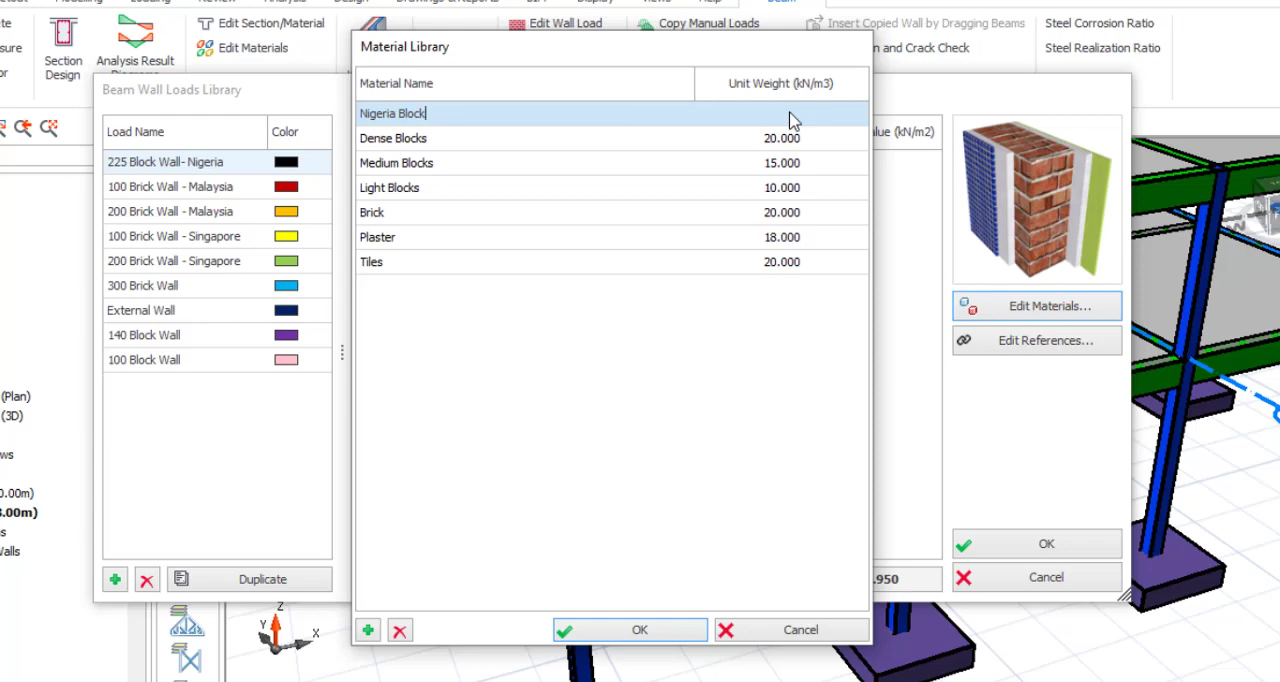 Edit Section/Material
Edit Wall Load
Copy Manual Loads
Insert Copied Wall by Dragging Beams
Steel Corrosion Ratio
Edit Materials
n and Crack Check
Steel Realization Ratio
Section
Design
Analysis Result
Material Library
Beam Wall Loads Library
Material Name
Unit Weight (kN/m3)
Load Name
Color
(kN/m2)
Nigeria Block
Dense Blocks 20.000
Medium Blocks 15.000
Light Blocks 10.000
Brick 20.000
Plaster 18.000
Tiles 20.000
225 Block Wall-Nigeria
100 Brick Wall - Malaysia
200 Brick Wall - Malaysia
100 Brick Wall - Singapore
200 Brick Wall - Singapore
300 Brick Wall
External Wall
140 Block Wall
100 Block Wall
Edit Materials...
Edit References...
(Plan)
(3D)
OK
Cancel
Duplicate
.950
OK
Cancel
Z
Y
X